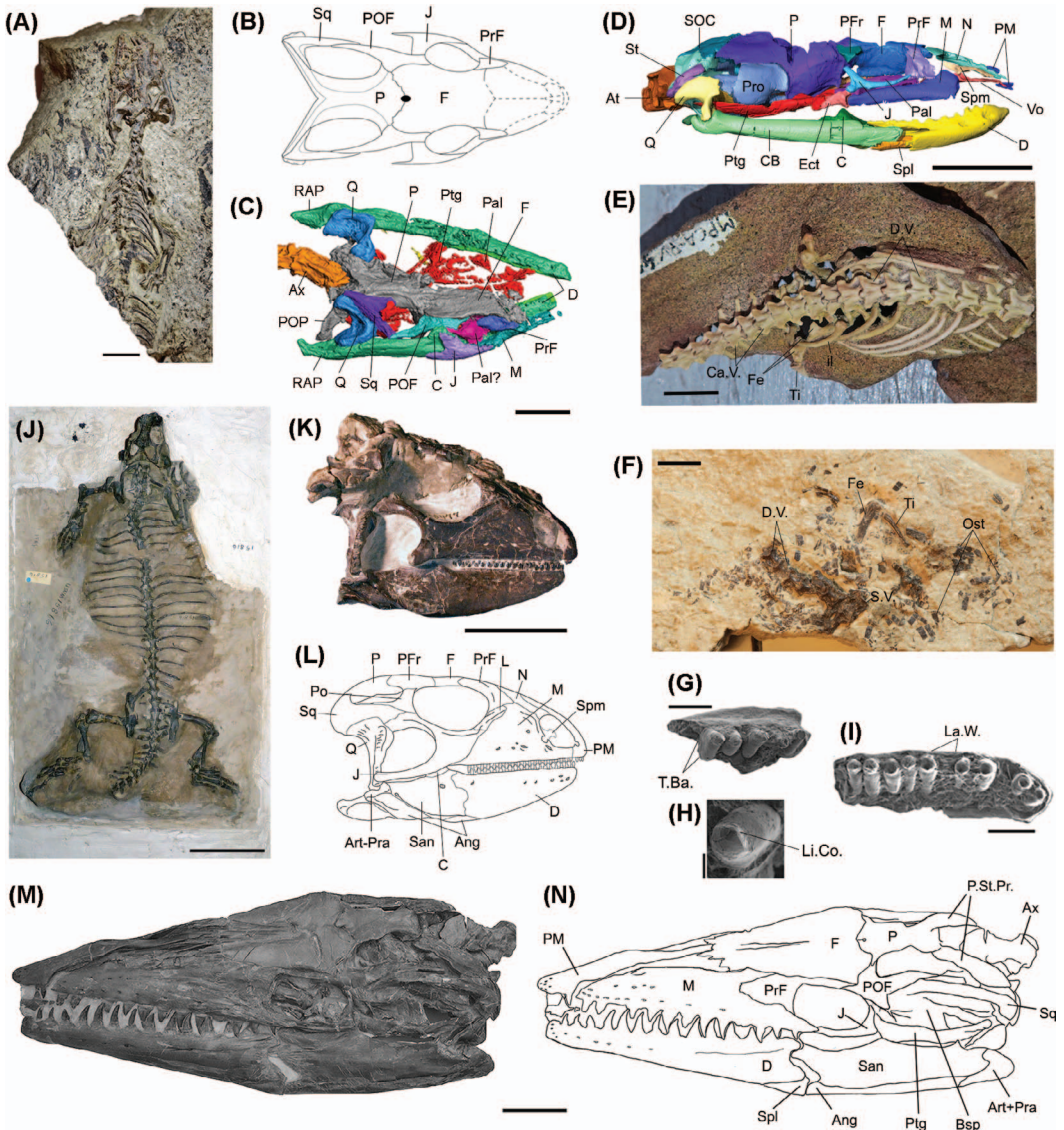 (A)
(B)
Sq
POF
J
PrF
P
F
(C)
RAP
Q
P
Ptg
Pal
F
Ax
D
POP
RAP
Q
Sq
POF
C
J
Pal?
M
PrF
(D)
SOC
P
PFr
F
PrF
M
N
PM
St
At
Pro
Q
Ptg
CB
Ect
C
J
Pal
Spl
Spm
Vo
D
(E)
D.V.
Ca.V.
Fe
Ti
il
(F)
Fe
Ti
D.V.
Ost
S.V.
(G)
T.Ba.
(H)
Li.Co.
(I)
La.W.
(J)
(K)
(L)
P
PFr
F
PrF
L
N
M
Spm
Po
Sq
Q
PM
J
D
Art-Pra
San
Ang
C
(M)
(N)
PM
M
PrF
F
P
P.St.Pr.
Ax
POF
J
Sq
D
San
Spl
Ang
Ptg
Bsp
Art+Pra